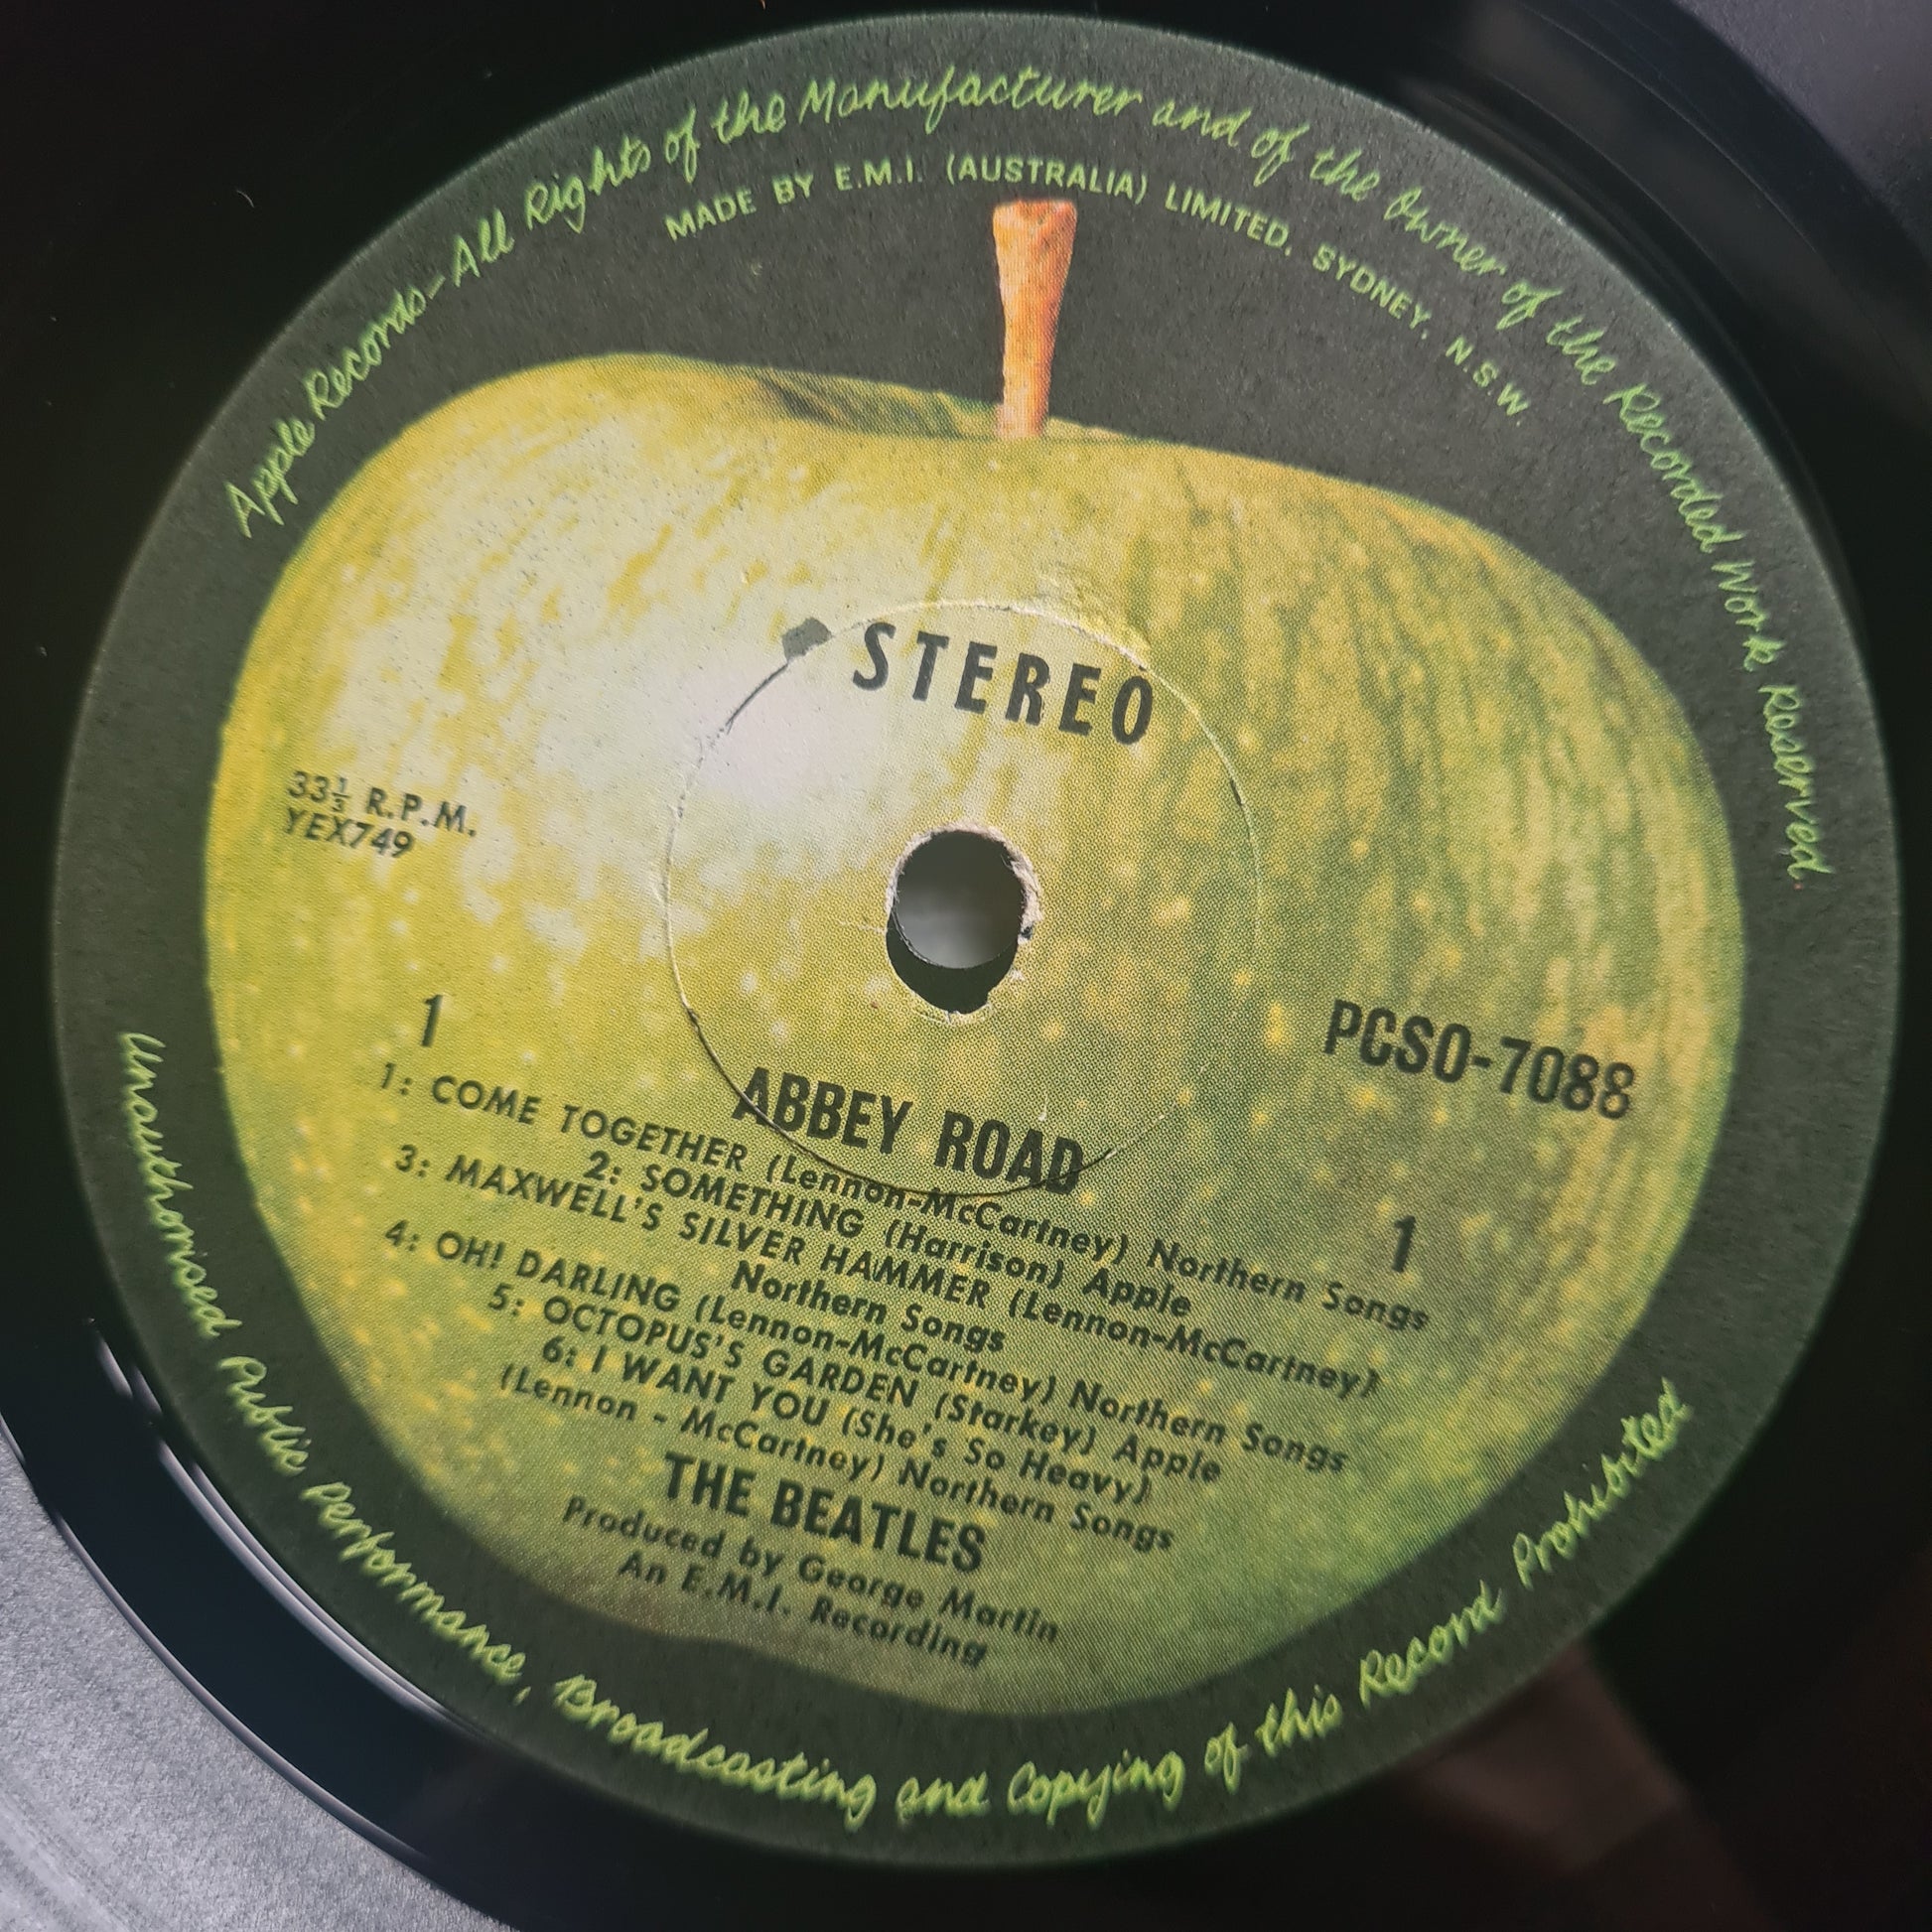 Apple Records-All Rights of the Manufacturer and of the Owner of the Recorded Work Reserved.
MADE BY E.M.I. (AUSTRALIA) LIMITED, SYDNEY, N.S.W.
STEREO
33⅓ R.P.M.
YEX749
PCSO-7088
1
1
ABBEY ROAD
1: COME TOGETHER (Lennon-McCartney) Northern Songs
2: SOMETHING (Harrison) Apple
3: MAXWELL'S SILVER HAMMER (Lennon-McCartney)
Northern Songs
4: OH! DARLING (Lennon-McCartney) Northern Songs
5: OCTOPUS'S GARDEN (Starkey) Apple
6: I WANT YOU (She's So Heavy)
(Lennon - McCartney) Northern Songs
THE BEATLES
Produced by George Martin
An E.M.I. Recording
Unauthorised Public Performance, Broadcasting and Copying of this Record Prohibited